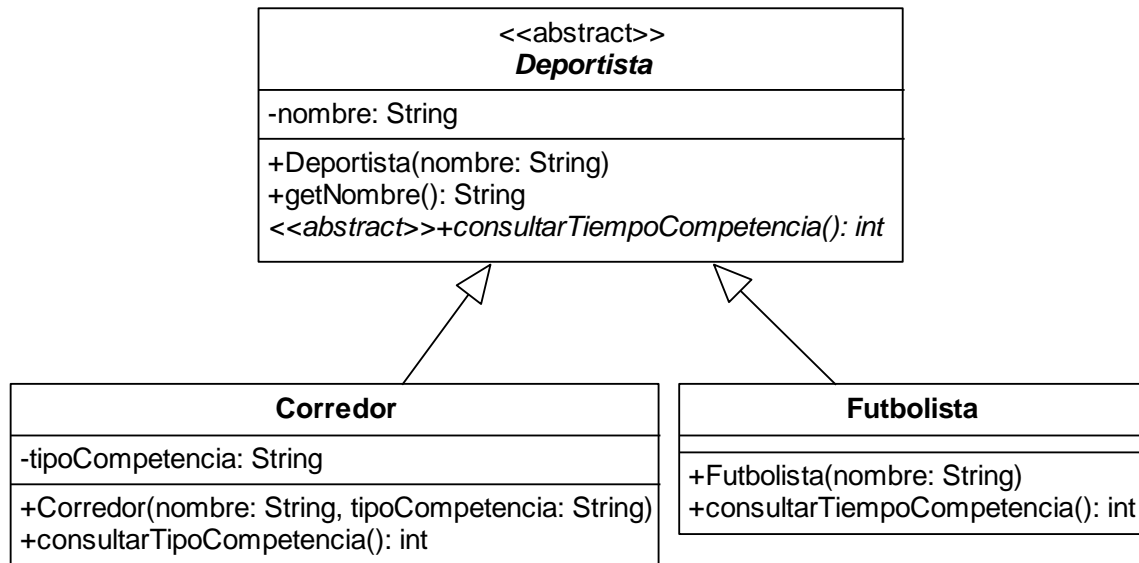 <<abstract>>
Deportista
-nombre: String
+Deportista(nombre: String)
+getNombre(): String
<<abstract>>+consultarTiempoCompetencia(): int
Corredor
-tipoCompetencia: String
+Corredor(nombre: String, tipoCompetencia: String)
+consultarTipoCompetencia(): int
Futbolista
+Futbolista(nombre: String)
+consultarTiempoCompetencia(): int